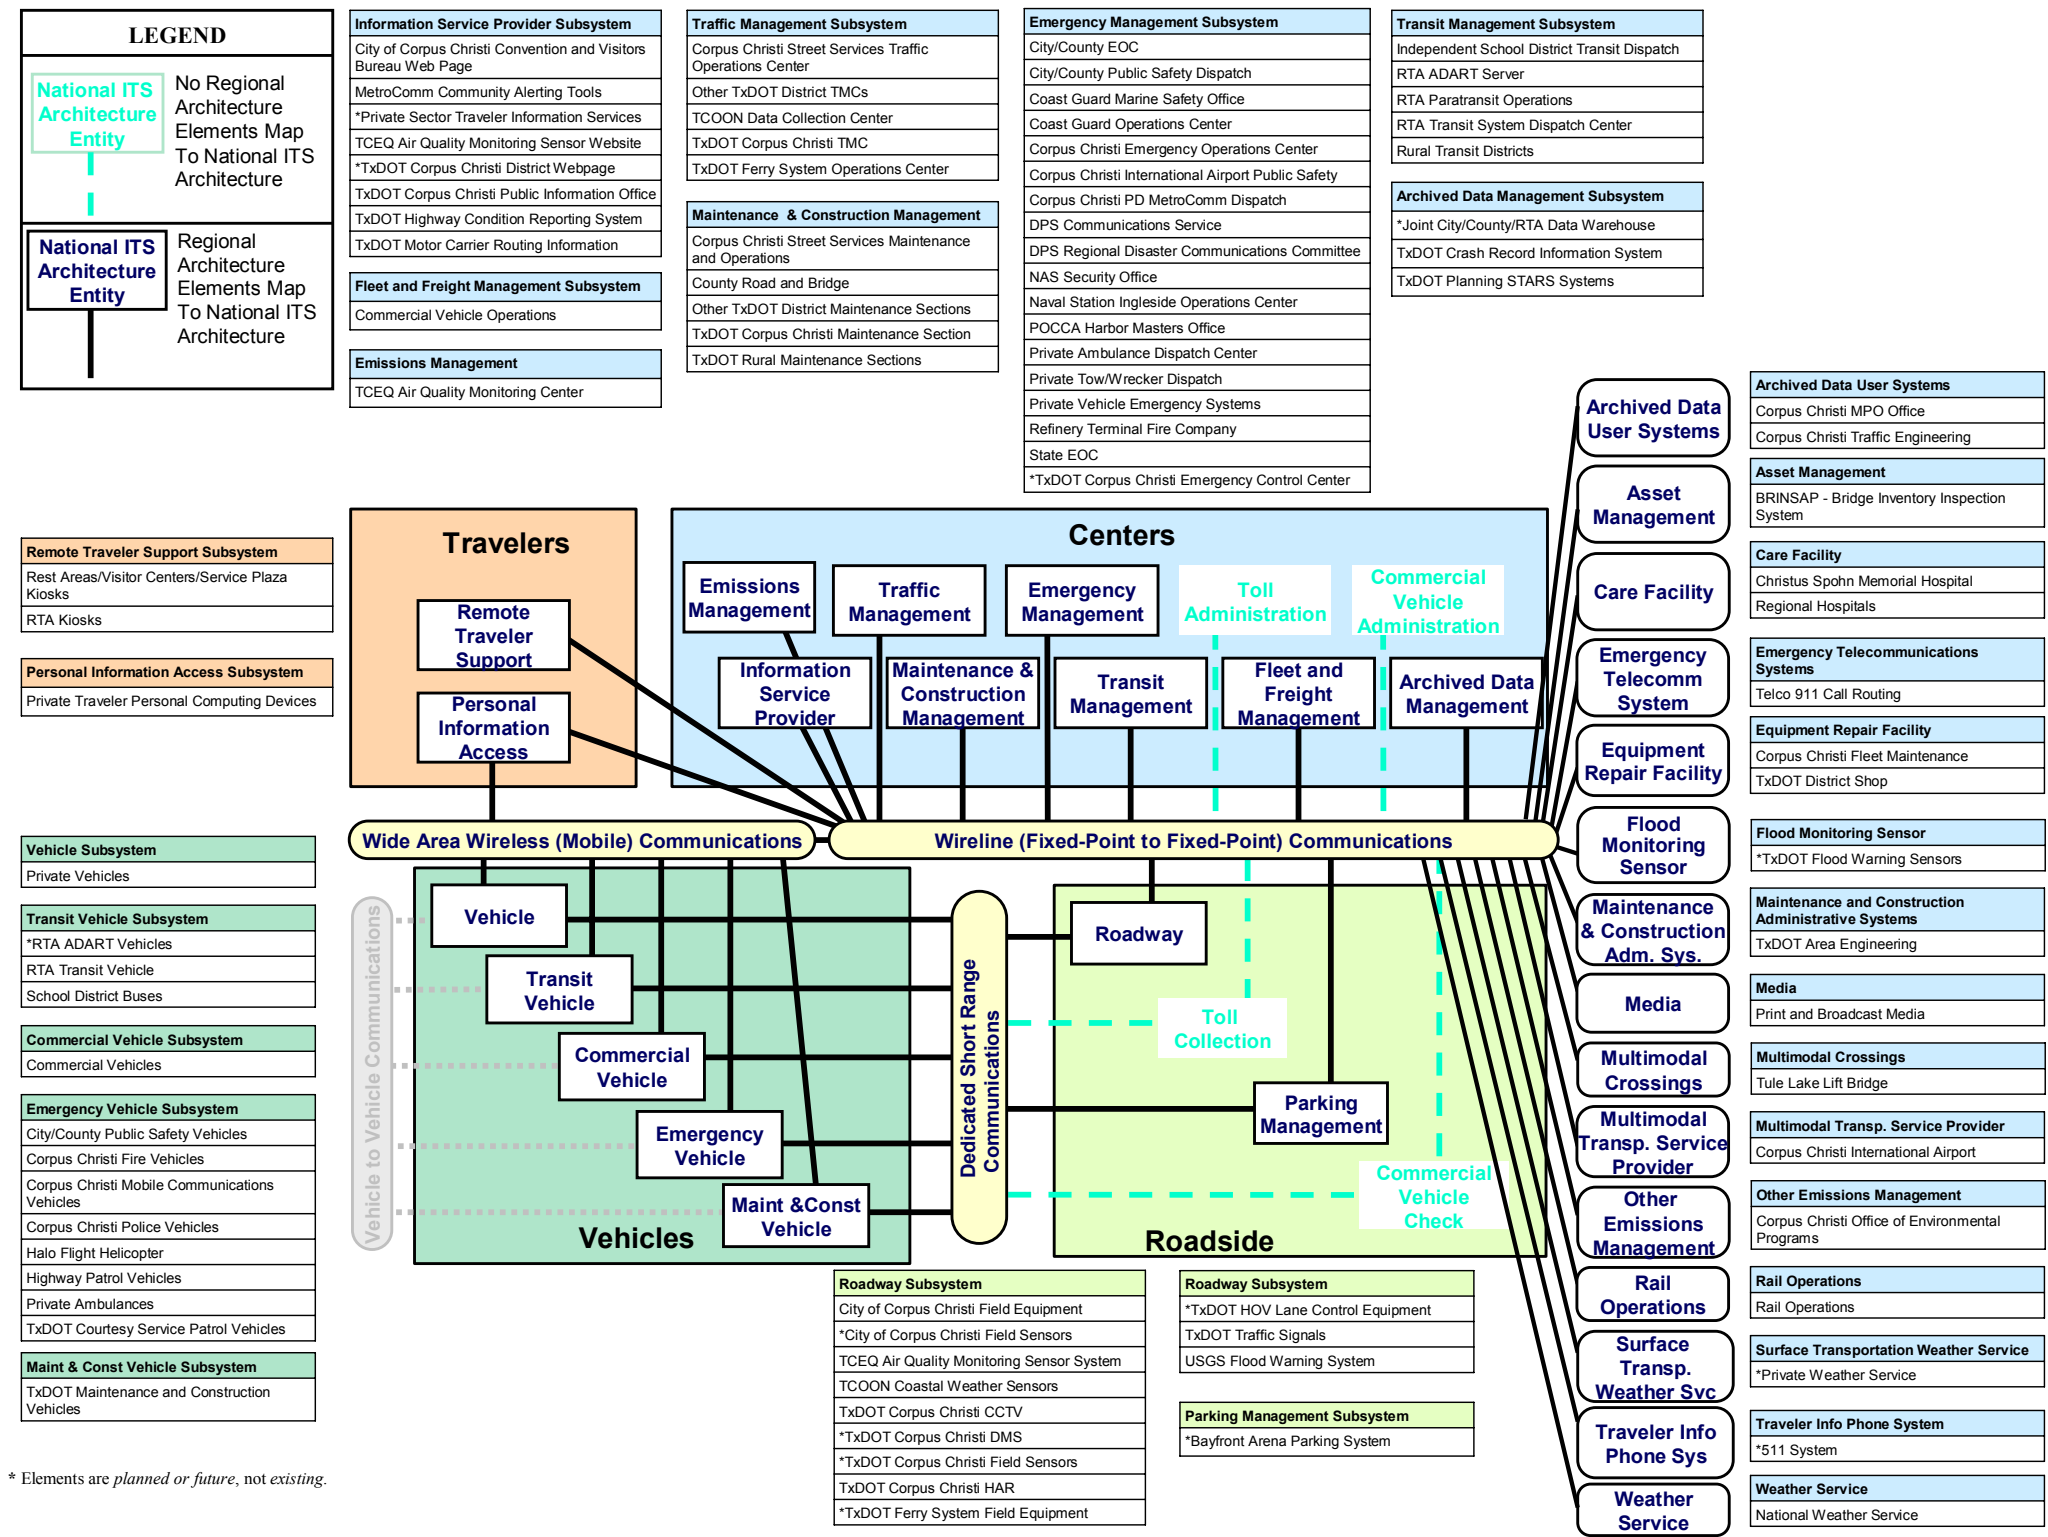 LEGEND
National ITS
Architecture
Entity
No Regional
Architecture
Elements Map
To National ITS
Architecture
National ITS
Architecture
Entity
Regional
Architecture
Elements Map
To National ITS
Architecture
Information Service Provider Subsystem
City of Corpus Christi Convention and Visitors
Bureau Web Page
MetroComm Community Alerting Tools
*Private Sector Traveler Information Services
TCEQ Air Quality Monitoring Sensor Website
*TxDOT Corpus Christi District Webpage
TxDOT Corpus Christi Public Information Office
TxDOT Highway Condition Reporting System
TxDOT Motor Carrier Routing Information
Fleet and Freight Management Subsystem
Commercial Vehicle Operations
Emissions Management
TCEQ Air Quality Monitoring Center
Traffic Management Subsystem
Corpus Christi Street Services Traffic
Operations Center
Other TxDOT District TMCs
TCOON Data Collection Center
TxDOT Corpus Christi TMC
TxDOT Ferry System Operations Center
Maintenance & Construction Management
Corpus Christi Street Services Maintenance
and Operations
County Road and Bridge
Other TxDOT District Maintenance Sections
TxDOT Corpus Christi Maintenance Section
TxDOT Rural Maintenance Sections
Emergency Management Subsystem
City/County EOC
City/County Public Safety Dispatch
Coast Guard Marine Safety Office
Coast Guard Operations Center
Corpus Christi Emergency Operations Center
Corpus Christi International Airport Public Safety
Corpus Christi PD MetroComm Dispatch
DPS Communications Service
DPS Regional Disaster Communications Committee
NAS Security Office
Naval Station Ingleside Operations Center
POCCA Harbor Masters Office
Private Ambulance Dispatch Center
Private Tow/Wrecker Dispatch
Private Vehicle Emergency Systems
Refinery Terminal Fire Company
State EOC
*TxDOT Corpus Christi Emergency Control Center
Transit Management Subsystem
Independent School District Transit Dispatch
RTA ADART Server
RTA Paratransit Operations
RTA Transit System Dispatch Center
Rural Transit Districts
Archived Data Management Subsystem
*Joint City/County/RTA Data Warehouse
TxDOT Crash Record Information System
TxDOT Planning STARS Systems
Remote Traveler Support Subsystem
Rest Areas/Visitor Centers/Service Plaza
Kiosks
RTA Kiosks
Personal Information Access Subsystem
Private Traveler Personal Computing Devices
Travelers
Remote
Traveler
Support
Personal
Information
Access
Centers
Emissions
Management
Traffic
Management
Emergency
Management
Toll
Administration
Commercial
Vehicle
Administration
Information
Service
Provider
Maintenance &
Construction
Management
Transit
Management
Fleet and
Freight
Management
Archived Data
Management
Wide Area Wireless (Mobile) Communications
Wireline (Fixed-Point to Fixed-Point) Communications
Vehicle Subsystem
Private Vehicles
Transit Vehicle Subsystem
*RTA ADART Vehicles
RTA Transit Vehicle
School District Buses
Commercial Vehicle Subsystem
Commercial Vehicles
Emergency Vehicle Subsystem
City/County Public Safety Vehicles
Corpus Christi Fire Vehicles
Corpus Christi Mobile Communications
Vehicles
Corpus Christi Police Vehicles
Halo Flight Helicopter
Highway Patrol Vehicles
Private Ambulances
TxDOT Courtesy Service Patrol Vehicles
Maint & Const Vehicle Subsystem
TxDOT Maintenance and Construction
Vehicles
* Elements are planned or future, not existing.
Vehicle to Vehicle Communications
Vehicle
Transit
Vehicle
Commercial
Vehicle
Emergency
Vehicle
Maint &Const
Vehicle
Vehicles
Dedicated Short Range
Communications
Roadway
Toll
Collection
Parking
Management
Commercial
Vehicle
Check
Roadside
Roadway Subsystem
City of Corpus Christi Field Equipment
*City of Corpus Christi Field Sensors
TCEQ Air Quality Monitoring Sensor System
TCOON Coastal Weather Sensors
TxDOT Corpus Christi CCTV
*TxDOT Corpus Christi DMS
*TxDOT Corpus Christi Field Sensors
TxDOT Corpus Christi HAR
*TxDOT Ferry System Field Equipment
Roadway Subsystem
*TxDOT HOV Lane Control Equipment
TxDOT Traffic Signals
USGS Flood Warning System
Parking Management Subsystem
*Bayfront Arena Parking System
Archived Data
User Systems
Asset
Management
Care Facility
Emergency
Telecomm
System
Equipment
Repair Facility
Flood
Monitoring
Sensor
Maintenance
& Construction
Adm. Sys.
Media
Multimodal
Crossings
Multimodal
Transp. Service
Provider
Other
Emissions
Management
Rail
Operations
Surface
Transp.
Weather Svc
Traveler Info
Phone Sys
Weather
Service
Archived Data User Systems
Corpus Christi MPO Office
Corpus Christi Traffic Engineering
Asset Management
BRINSAP - Bridge Inventory Inspection
System
Care Facility
Christus Spohn Memorial Hospital
Regional Hospitals
Emergency Telecommunications
Systems
Telco 911 Call Routing
Equipment Repair Facility
Corpus Christi Fleet Maintenance
TxDOT District Shop
Flood Monitoring Sensor
*TxDOT Flood Warning Sensors
Maintenance and Construction
Administrative Systems
TxDOT Area Engineering
Media
Print and Broadcast Media
Multimodal Crossings
Tule Lake Lift Bridge
Multimodal Transp. Service Provider
Corpus Christi International Airport
Other Emissions Management
Corpus Christi Office of Environmental
Programs
Rail Operations
Rail Operations
Surface Transportation Weather Service
*Private Weather Service
Traveler Info Phone System
*511 System
Weather Service
National Weather Service